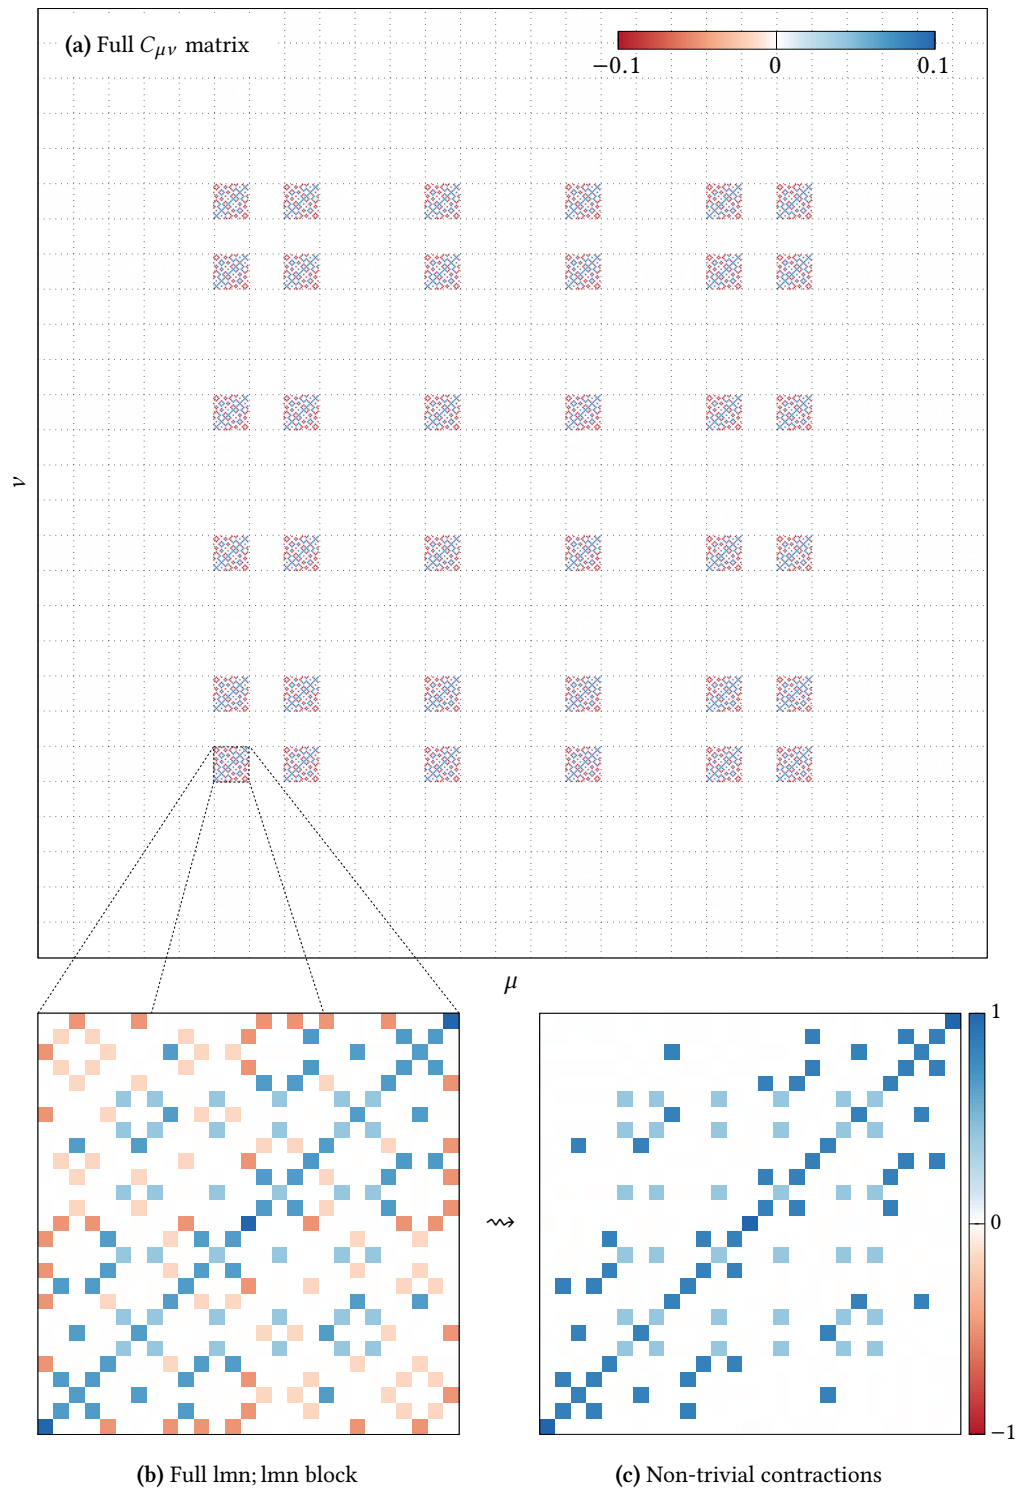 (a) Full Cμν matrix
−0.1 0 0.1
ν
μ
1
⇝
0
−1
(b) Full lmn; lmn block
(c) Non-trivial contractions